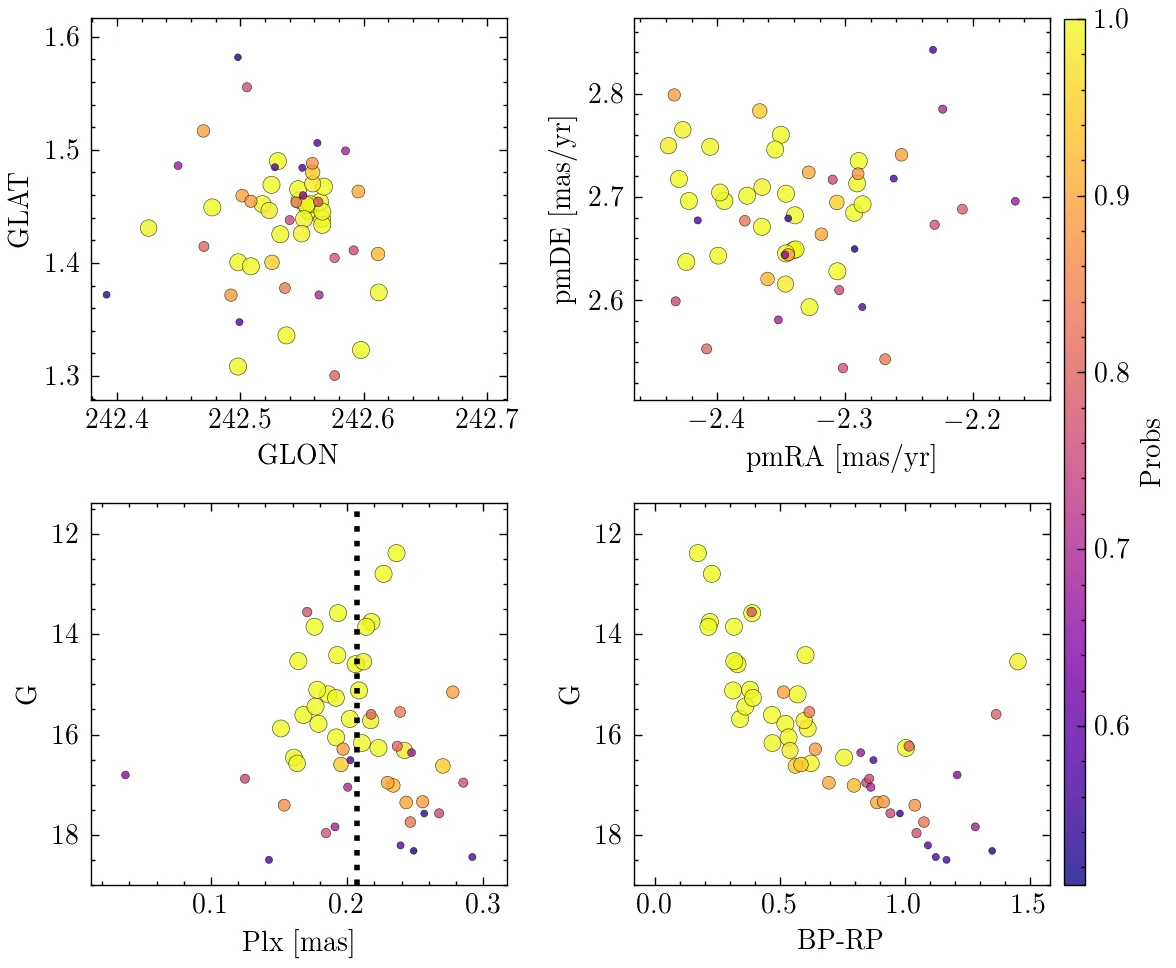 1.6
1.5
1.4
1.3
GLAT
242.4 242.5 242.6 242.7
GLON
2.8
2.7
2.6
pmDE [mas/yr]
−2.4 −2.3 −2.2
pmRA [mas/yr]
12
14
16
18
G
0.1 0.2 0.3
Plx [mas]
12
14
16
18
G
0.0 0.5 1.0 1.5
BP-RP
1.0
0.9
0.8
0.7
0.6
Probs